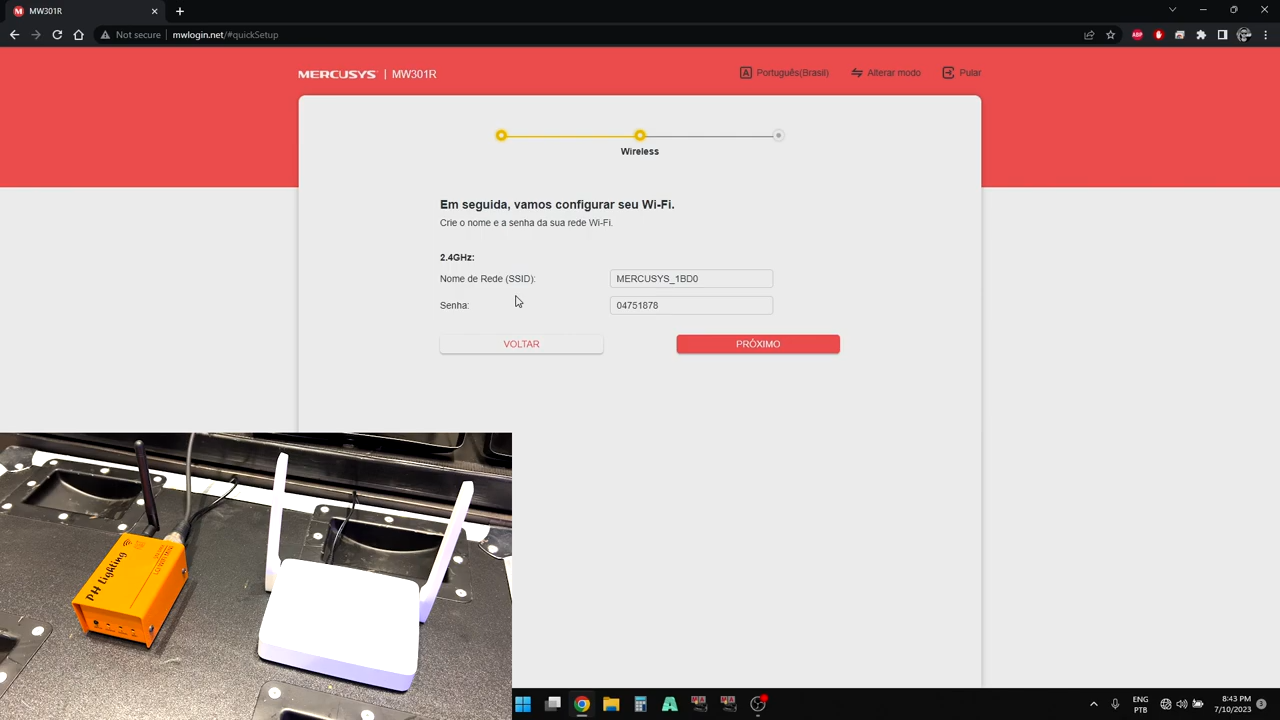 MW301R
Not secure | mwlogin.net/#quickSetup
ABP
MERCUSYS | MW301R
A Português(Brasil) Alterar modo Pular
Wireless
Em seguida, vamos configurar seu Wi-Fi.
Crie o nome e a senha da sua rede Wi-Fi.
2.4GHz:
Nome de Rede (SSID): MERCUSYS_1BD0
Senha: 04751878
VOLTAR PRÓXIMO
PH Lighting
ENG
PTB
8:43 PM
7/10/2023